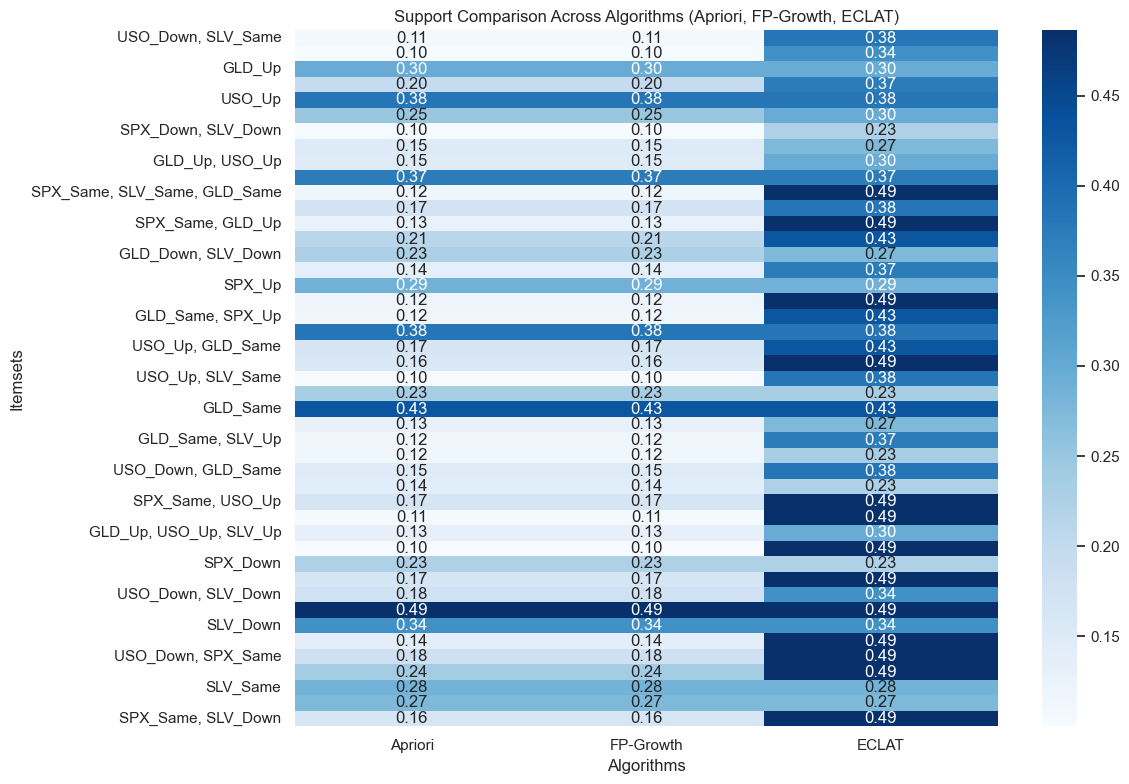 Support Comparison Across Algorithms (Apriori, FP-Growth, ECLAT)
USO_Down, SLV_Same 0.11 0.11 0.38
0.10 0.10 0.34
GLD_Up 0.30 0.30 0.30
0.20 0.20 0.37
USO_Up 0.38 0.38 0.38
0.25 0.25 0.30
SPX_Down, SLV_Down 0.10 0.10 0.23
0.15 0.15 0.27
GLD_Up, USO_Up 0.15 0.15 0.30
0.37 0.37 0.37
SPX_Same, SLV_Same, GLD_Same 0.12 0.12 0.49
0.17 0.17 0.38
SPX_Same, GLD_Up 0.13 0.13 0.49
0.21 0.21 0.43
GLD_Down, SLV_Down 0.23 0.23 0.27
0.14 0.14 0.37
SPX_Up 0.29 0.29 0.29
0.12 0.12 0.49
GLD_Same, SPX_Up 0.12 0.12 0.43
0.38 0.38 0.38
USO_Up, GLD_Same 0.17 0.17 0.43
0.16 0.16 0.49
USO_Up, SLV_Same 0.10 0.10 0.38
0.23 0.23 0.23
GLD_Same 0.43 0.43 0.43
0.13 0.13 0.27
GLD_Same, SLV_Up 0.12 0.12 0.37
0.12 0.12 0.23
USO_Down, GLD_Same 0.15 0.15 0.38
0.14 0.14 0.23
SPX_Same, USO_Up 0.17 0.17 0.49
0.11 0.11 0.49
GLD_Up, USO_Up, SLV_Up 0.13 0.13 0.30
0.10 0.10 0.49
SPX_Down 0.23 0.23 0.23
0.17 0.17 0.49
USO_Down, SLV_Down 0.18 0.18 0.34
0.49 0.49 0.49
SLV_Down 0.34 0.34 0.34
0.14 0.14 0.49
USO_Down, SPX_Same 0.18 0.18 0.49
0.24 0.24 0.49
SLV_Same 0.28 0.28 0.28
0.27 0.27 0.27
SPX_Same, SLV_Down 0.16 0.16 0.49
Apriori FP-Growth ECLAT
Algorithms
Itemsets
0.45
0.40
0.35
0.30
0.25
0.20
0.15